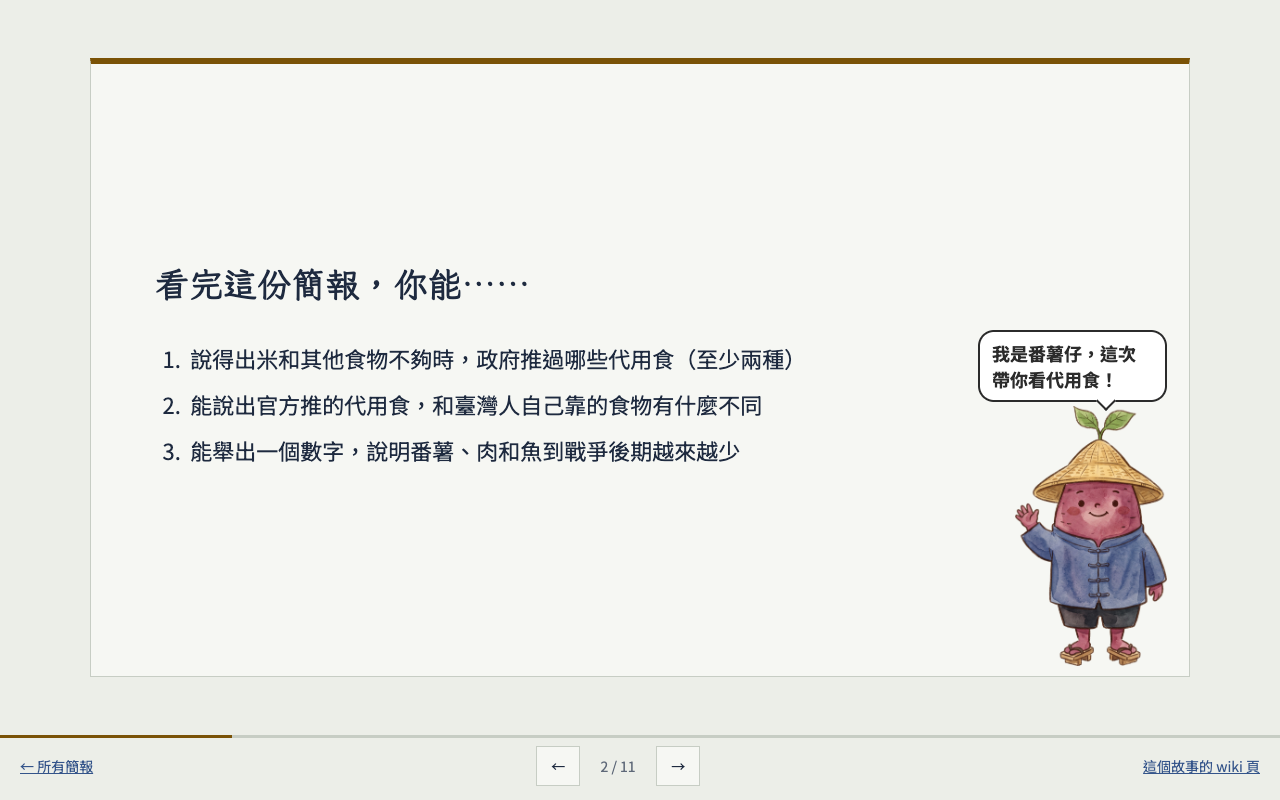 看完這份簡報，你能⋯⋯
1. 說得出米和其他食物不夠時，政府推過哪些代用食（至少兩種）
2. 能說出官方推的代用食，和臺灣人自己靠的食物有什麼不同
3. 能舉出一個數字，說明番薯、肉和魚到戰爭後期越來越少
我是番薯仔，這次
帶你看代用食！
← 所有簡報
←
2 / 11
→
這個故事的 wiki 頁